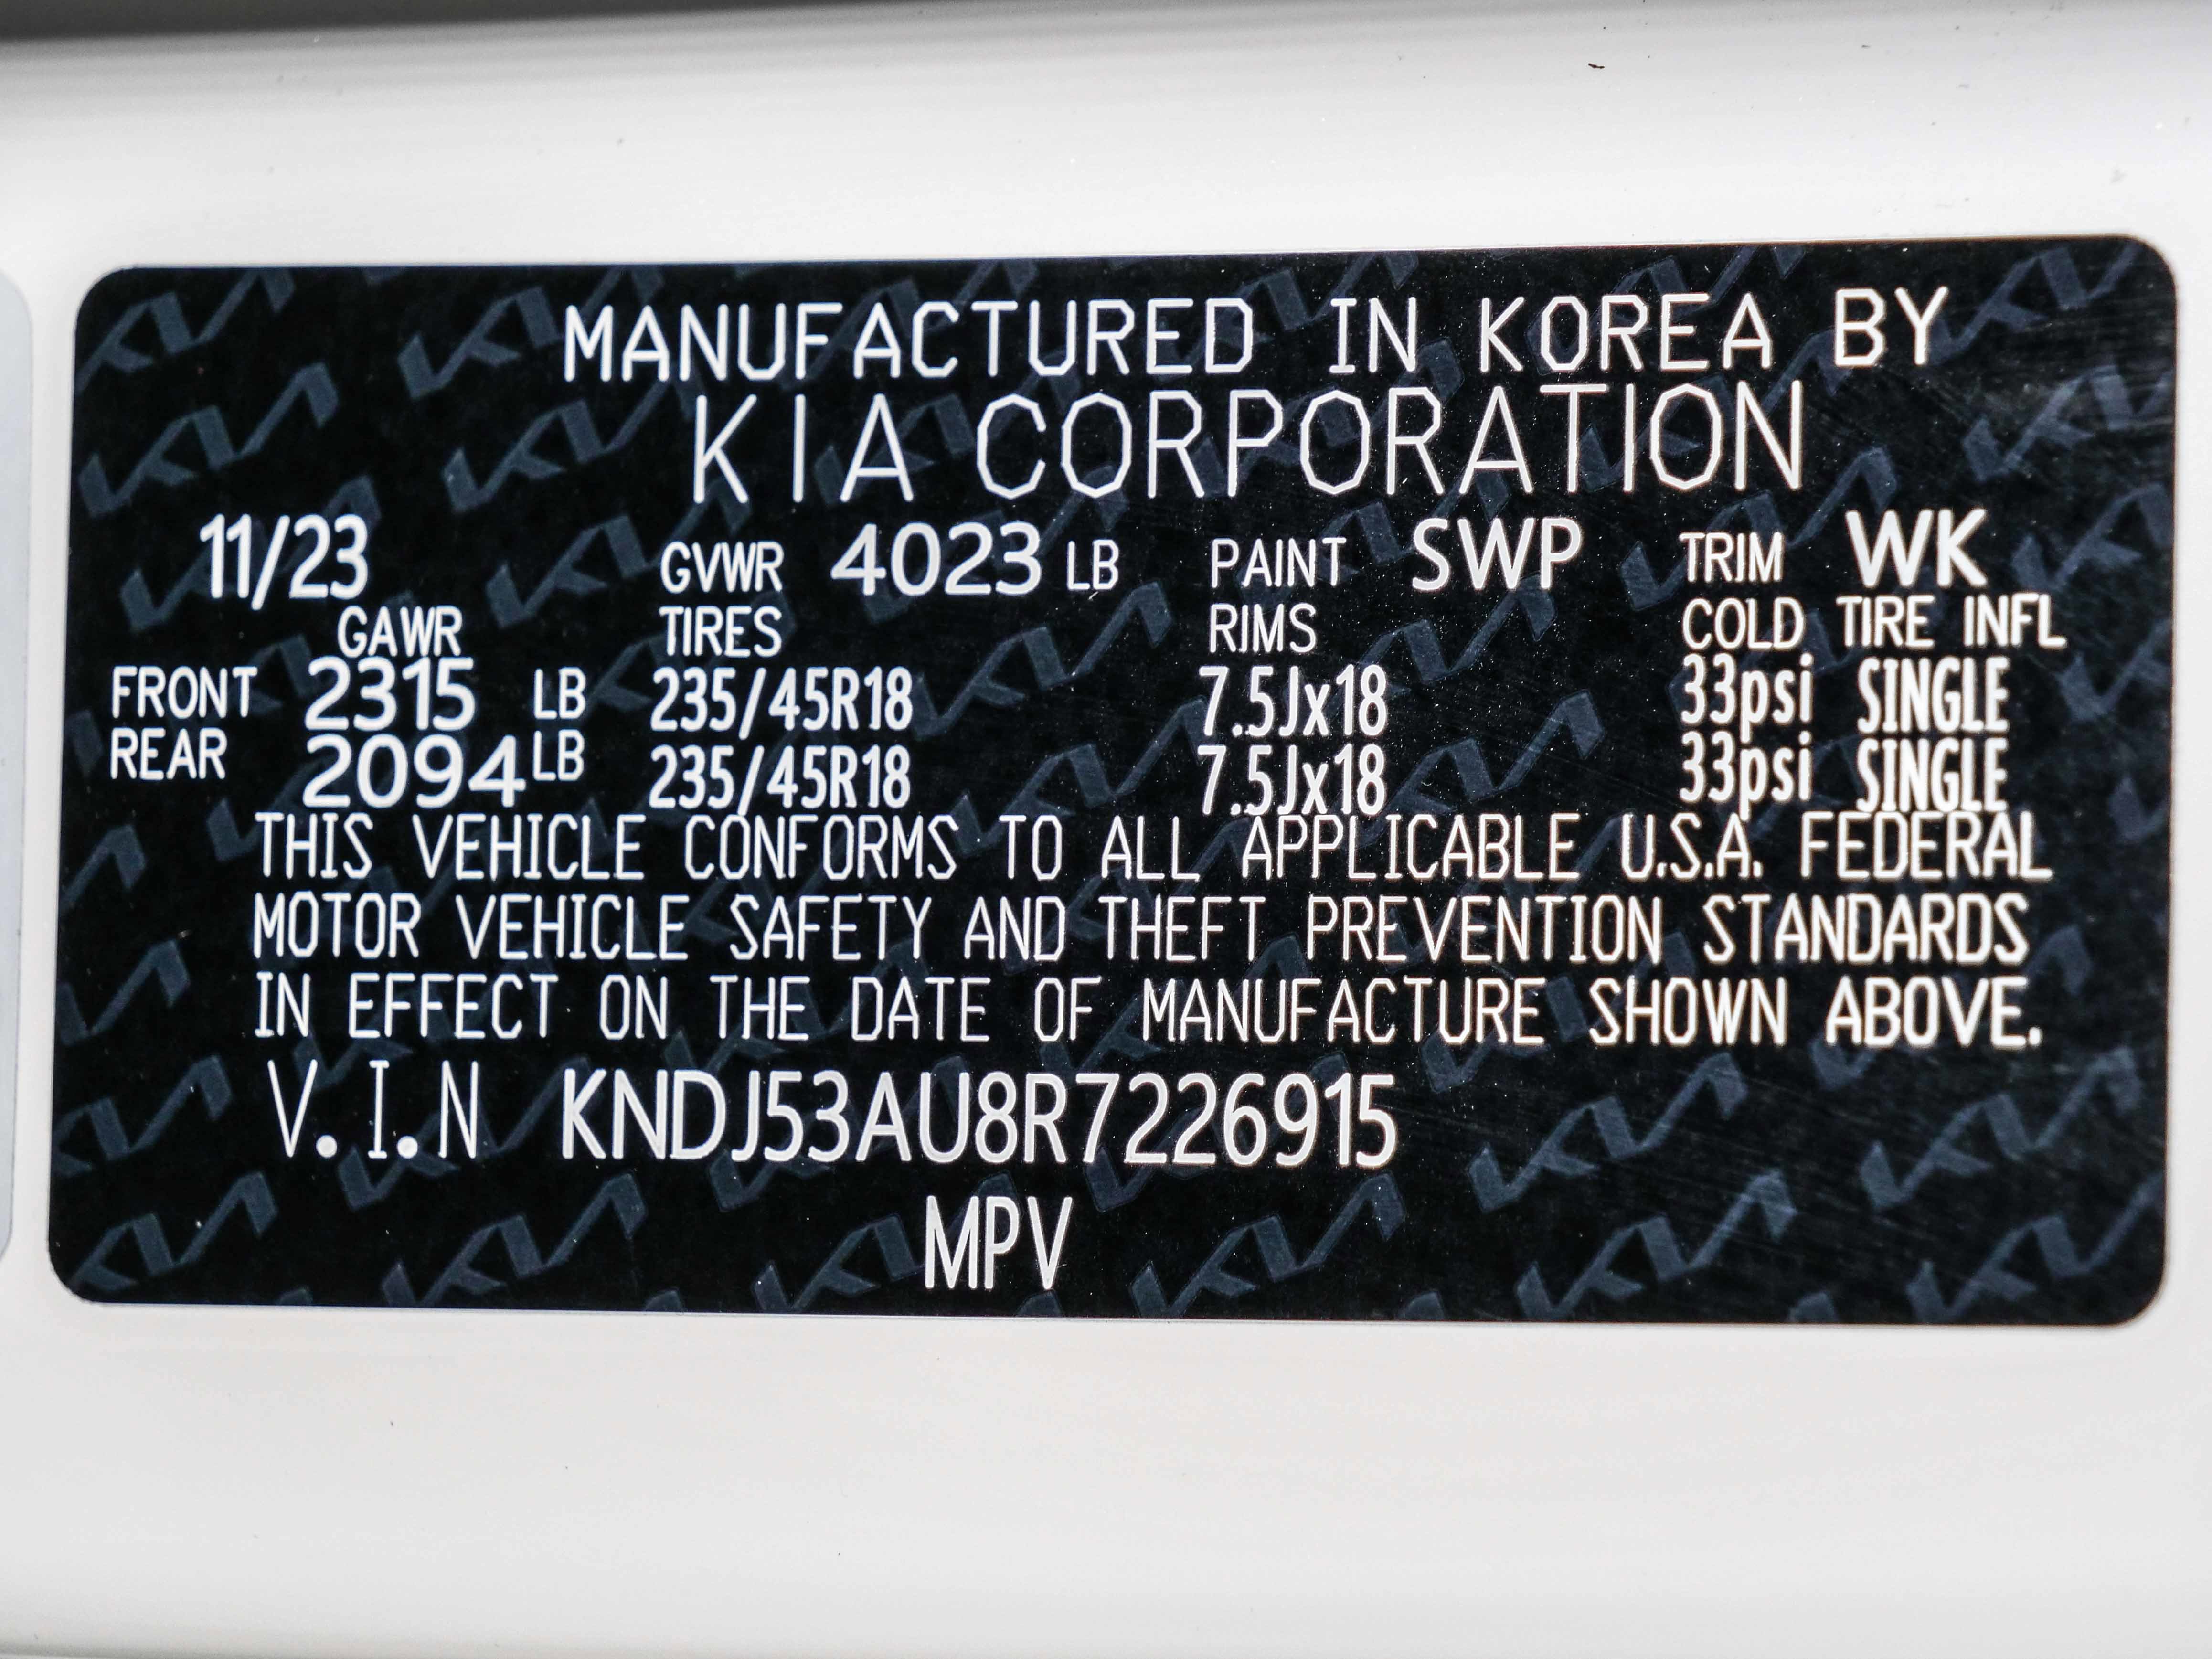 MANUFACTURED IN KOREA BY
KIA CORPORATION
11/23 GVWR 4023 LB PAINT SWP TRIM WK
GAWR TIRES RIMS COLD TIRE INFL
FRONT 2315 LB 235/45R18 7.5Jx18 33psi SINGLE
REAR 2094 LB 235/45R18 7.5Jx18 33psi SINGLE
THIS VEHICLE CONFORMS TO ALL APPLICABLE U.S.A. FEDERAL
MOTOR VEHICLE SAFETY AND THEFT PREVENTION STANDARDS
IN EFFECT ON THE DATE OF MANUFACTURE SHOWN ABOVE.
V.I.N KNDJ53AU8R7226915
MPV